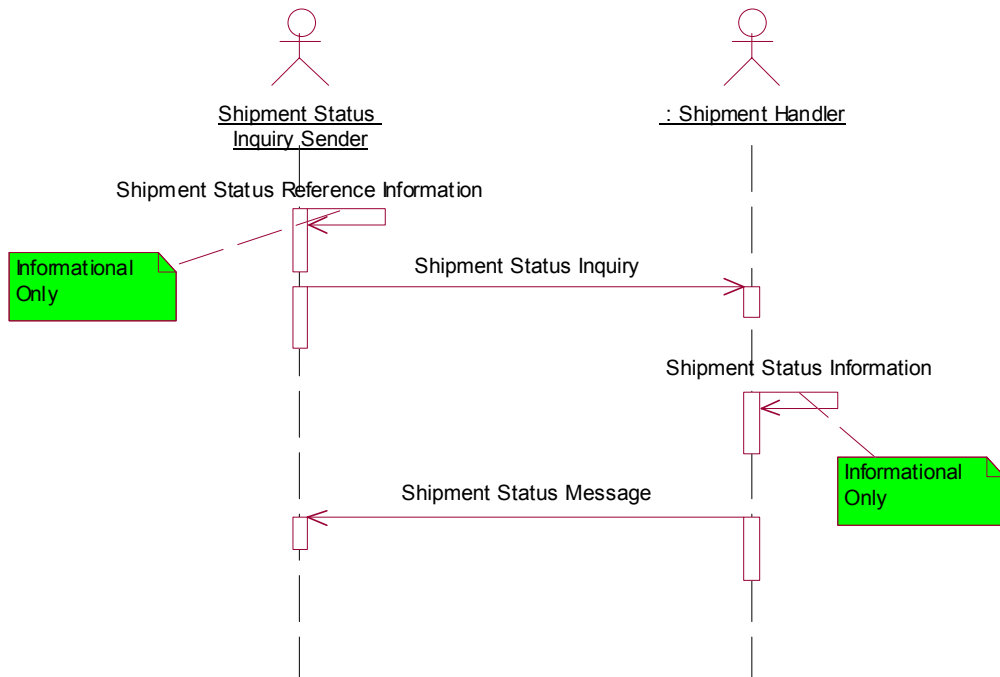 Shipment Status
Inquiry Sender
: Shipment Handler
Shipment Status Reference Information
Informational
Only
Shipment Status Inquiry
Shipment Status Information
Informational
Only
Shipment Status Message